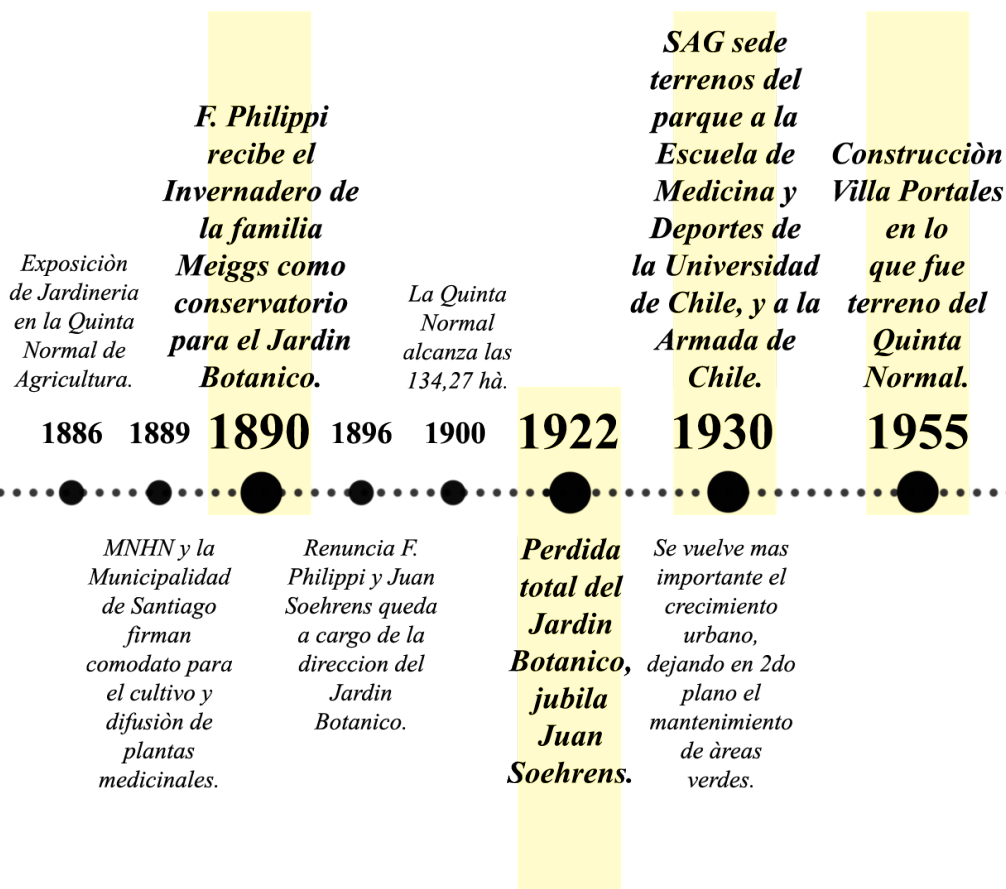 Exposiciòn
de Jardineria
en la Quinta
Normal de
Agricultura.
1886
MNHN y la
Municipalidad
de Santiago
firman
comodato para
el cultivo y
difusiòn de
plantas
medicinales.
1889
F. Philippi
recibe el
Invernadero de
la familia
Meiggs como
conservatorio
para el Jardin
Botanico.
1890
1896
Renuncia F.
Philippi y Juan
Soehrens queda
a cargo de la
direccion del
Jardin
Botanico.
La Quinta
Normal
alcanza las
134,27 hà.
1900
1922
Perdida
total del
Jardin
Botanico,
jubila
Juan
Soehrens.
SAG sede
terrenos del
parque a la
Escuela de
Medicina y
Deportes de
la Universidad
de Chile, y a la
Armada de
Chile.
1930
Se vuelve mas
importante el
crecimiento
urbano,
dejando en 2do
plano el
mantenimiento
de àreas
verdes.
Construcciòn
Villa Portales
en lo
que fue
terreno del
Quinta
Normal.
1955